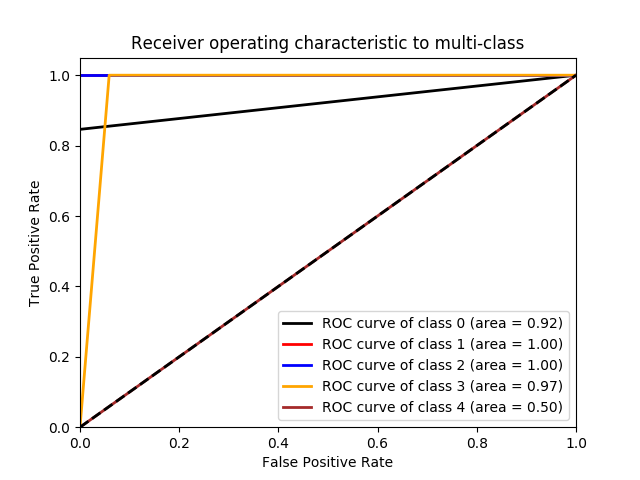 Receiver operating characteristic to multi-class
1.0
0.8
0.6
0.4
0.2
0.0
True Positive Rate
ROC curve of class 0 (area = 0.92)
ROC curve of class 1 (area = 1.00)
ROC curve of class 2 (area = 1.00)
ROC curve of class 3 (area = 0.97)
ROC curve of class 4 (area = 0.50)
0.0 0.2 0.4 0.6 0.8 1.0
False Positive Rate